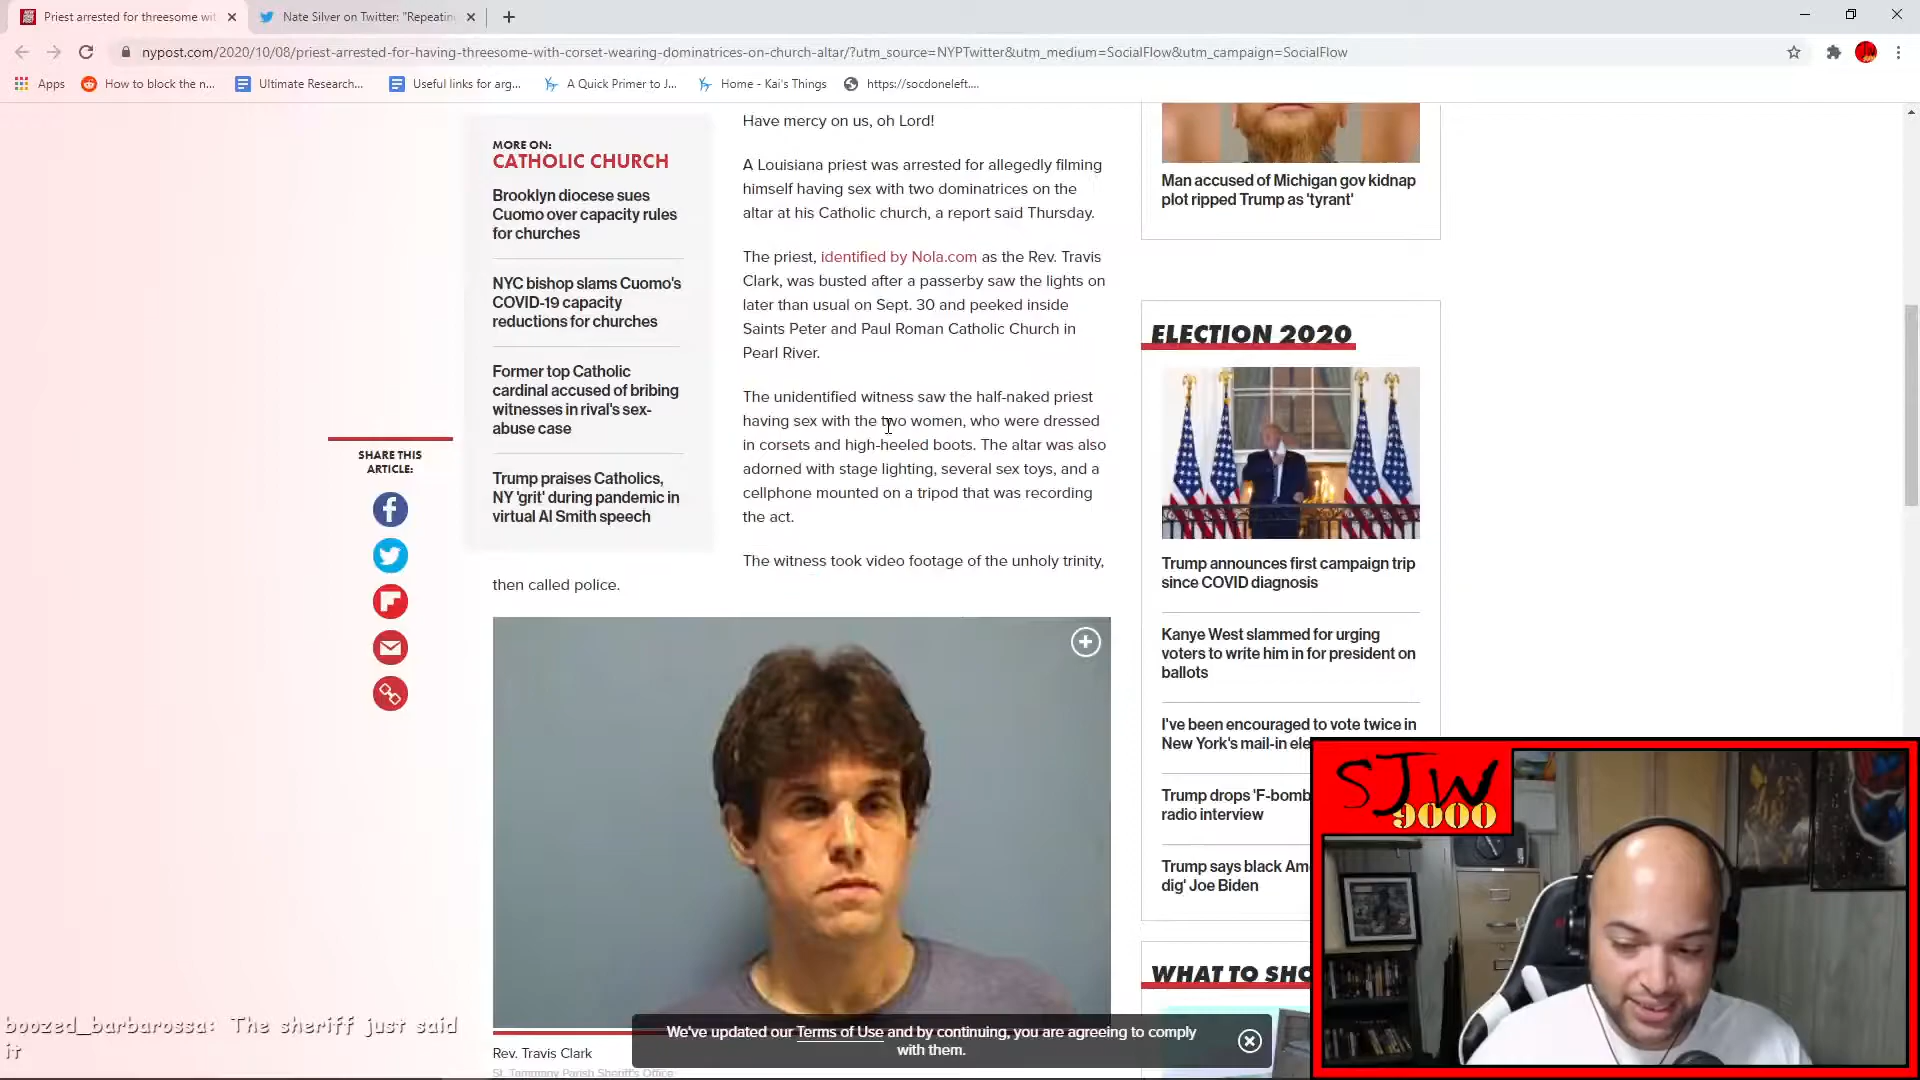 Priest arrested for threesome wit
Nate Silver on Twitter: "Repeatin
nypost.com/2020/10/08/priest-arrested-for-having-threesome-with-corset-wearing-dominatrices-on-church-altar/?utm_source=NYPTwitter&utm_medium=SocialFlow&utm_campaign=SocialFlow
Apps
How to block the n...
Ultimate Research...
Useful links for arg...
A Quick Primer to J...
Home - Kai's Things
https://socdoneleft....
MORE ON:
CATHOLIC CHURCH
Brooklyn diocese sues
Cuomo over capacity rules
for churches
NYC bishop slams Cuomo's
COVID-19 capacity
reductions for churches
Former top Catholic
cardinal accused of bribing
witnesses in rival's sex-
abuse case
Trump praises Catholics,
NY 'grit' during pandemic in
virtual Al Smith speech
SHARE THIS
ARTICLE:
Have mercy on us, oh Lord!
A Louisiana priest was arrested for allegedly filming
himself having sex with two dominatrices on the
altar at his Catholic church, a report said Thursday.
The priest, identified by Nola.com as the Rev. Travis
Clark, was busted after a passerby saw the lights on
later than usual on Sept. 30 and peeked inside
Saints Peter and Paul Roman Catholic Church in
Pearl River.
The unidentified witness saw the half-naked priest
having sex with the two women, who were dressed
in corsets and high-heeled boots. The altar was also
adorned with stage lighting, several sex toys, and a
cellphone mounted on a tripod that was recording
the act.
The witness took video footage of the unholy trinity,
then called police.
Rev. Travis Clark
St. Tammany Parish Sheriff's Office
Man accused of Michigan gov kidnap
plot ripped Trump as 'tyrant'
ELECTION 2020
Trump announces first campaign trip
since COVID diagnosis
Kanye West slammed for urging
voters to write him in for president on
ballots
I've been encouraged to vote twice in
New York's mail-in ele
Trump drops 'F-bomb
radio interview
Trump says black Am
dig' Joe Biden
WHAT TO SHO
We've updated our Terms of Use and by continuing, you are agreeing to comply
with them.
SJW
9000
boozed_barbarossa: The sheriff just said
it